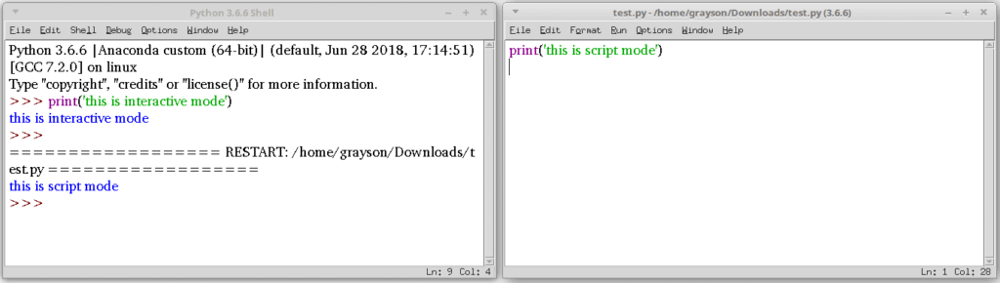 Python 3.6.6 Shell
File Edit Shell Debug Options Window Help
Python 3.6.6 |Anaconda custom (64-bit)| (default, Jun 28 2018, 17:14:51)
[GCC 7.2.0] on linux
Type "copyright", "credits" or "license()" for more information.
>>> print('this is interactive mode')
this is interactive mode
>>>
=================== RESTART: /home/grayson/Downloads/t
est.py ===================
this is script mode
>>>
Ln: 9 Col: 4
test.py - /home/grayson/Downloads/test.py (3.6.6)
File Edit Format Run Options Window Help
print('this is script mode')
Ln: 1 Col: 28